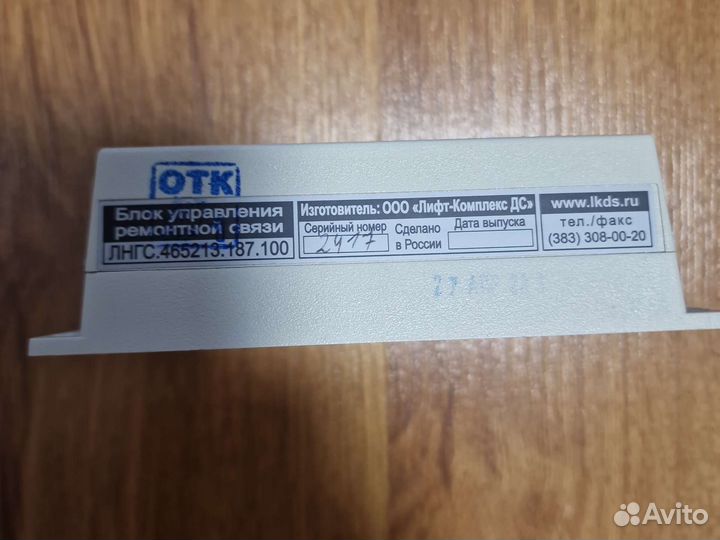 ОТК
Блок управления
ремонтной связи
ЛНГС.465213.187.100
Изготовитель: ООО «Лифт-Комплекс ДС»
Серийный номер
2417
Сделано
в России
Дата выпуска
www.lkds.ru
тел./факс
(383) 308-00-20
Avito